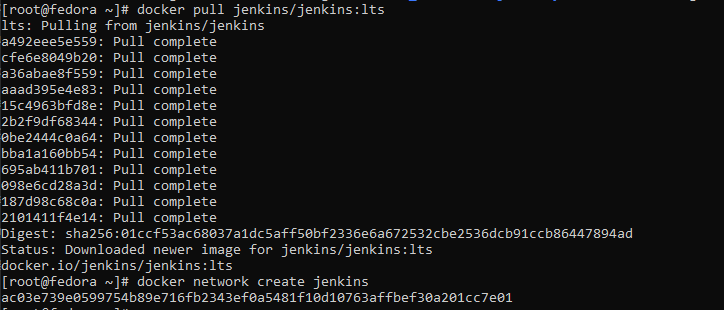 [root@fedora ~]# docker pull jenkins/jenkins:lts
lts: Pulling from jenkins/jenkins
a492eee5e559: Pull complete
cfe6e8049b20: Pull complete
a36abae8f559: Pull complete
aaad395e4e83: Pull complete
15c4963bfd8e: Pull complete
2b2f9df68344: Pull complete
0be2444c0a64: Pull complete
bba1a160bb54: Pull complete
695ab411b701: Pull complete
098e6cd28a3d: Pull complete
187d98c68c0a: Pull complete
2101411f4e14: Pull complete
Digest: sha256:01ccf53ac68037a1dc5aff50bf2336e6a672532cbe2536dcb91ccb86447894ad
Status: Downloaded newer image for jenkins/jenkins:lts
docker.io/jenkins/jenkins:lts
[root@fedora ~]# docker network create jenkins
ac03e739e0599754b89e716fb2343ef0a5481f10d10763affbef30a201cc7e01
[root@fedora ~]#